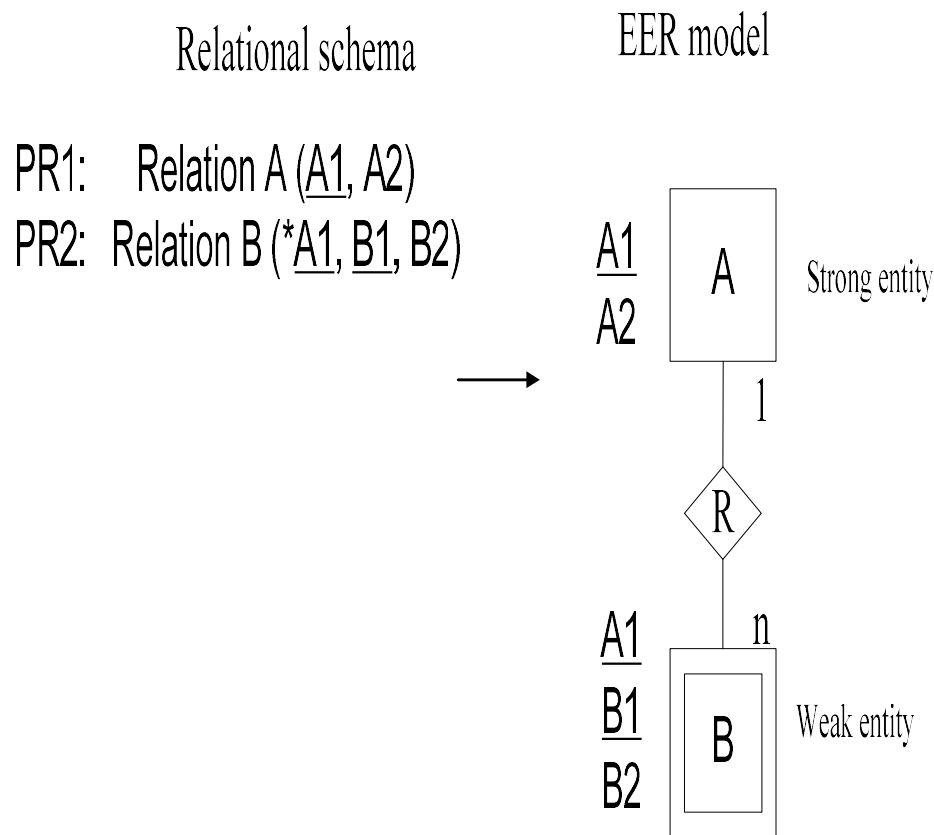 Relational schema
EER model
PR1: Relation A (A1, A2)
PR2: Relation B (*A1, B1, B2)
A1
A2
A
Strong entity
1
R
n
A1
B1
B2
B
Weak entity